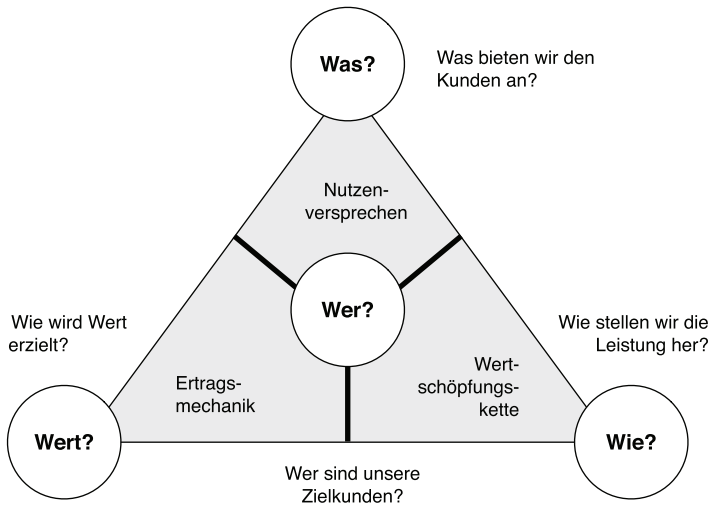 Was?
Was bieten wir den
Kunden an?
Nutzen-
versprechen
Wer?
Wie wird Wert
erzielt?
Wie stellen wir die
Leistung her?
Ertrags-
mechanik
Wert-
schöpfungs-
kette
Wert?
Wie?
Wer sind unsere
Zielkunden?